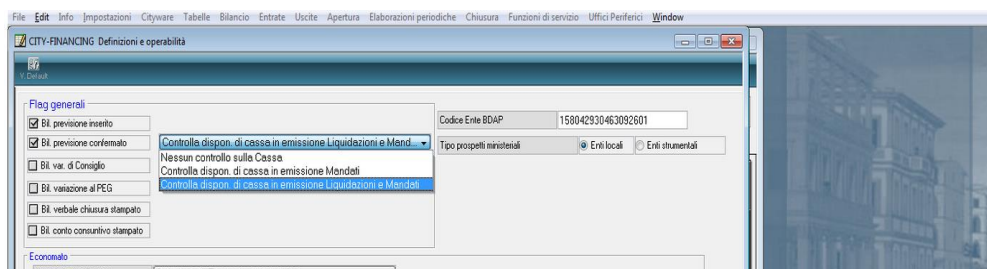 File Edit Info Impostazioni Cityware Tabelle Bilancio Entrate Uscite Apertura Elaborazioni periodiche Chiusura Funzioni di servizio Uffici Periferici Window
CITY-FINANCING Definizioni e operabilità
V. Default
Flag generali
Bil. previsione inserito
Codice Ente BDAP 158042930463092601
Bil. previsione confermato Controlla dispon. di cassa in emissione Liquidazioni e Mand... Tipo prospetti ministeriali Enti locali Enti strumentali
Nessun controllo sulla Cassa
Bil. var. di Consiglio Controlla dispon. di cassa in emissione Mandati
Controlla dispon. di cassa in emissione Liquidazioni e Mandati
Bil. variazione al PEG
Bil. verbale chiusura stampato
Bil. conto consuntivo stampato
Economato